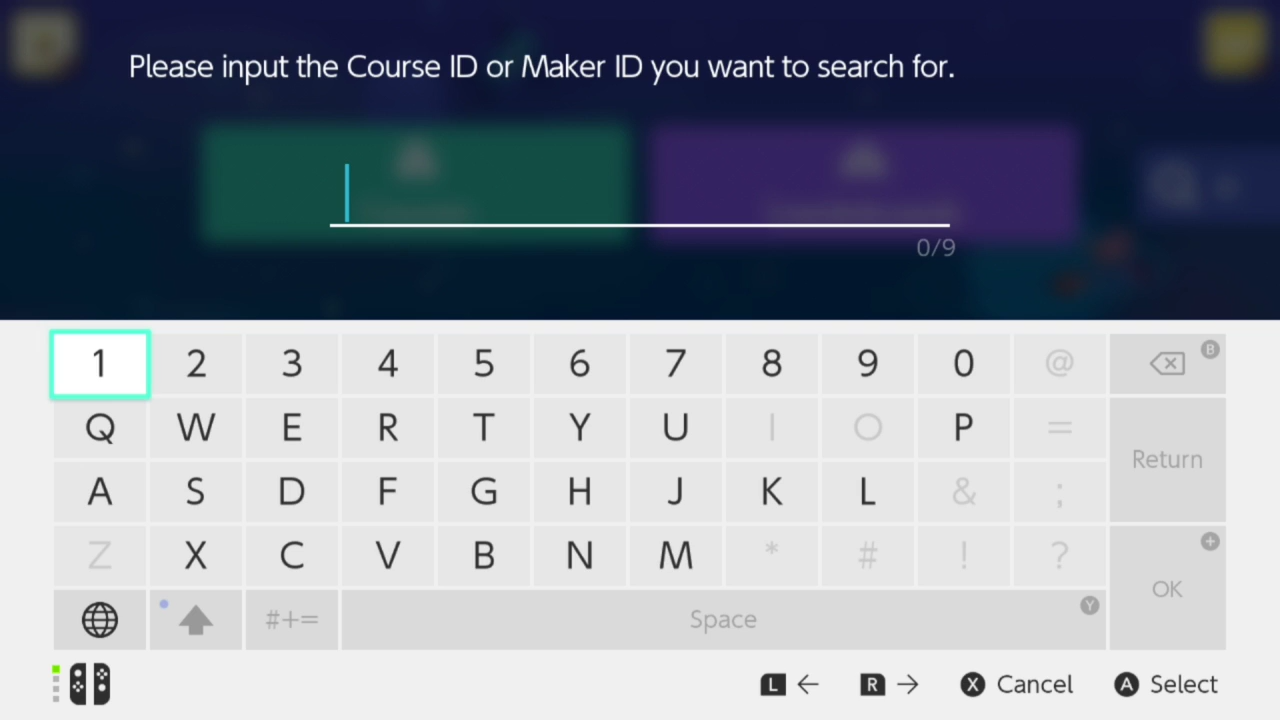 Please input the Course ID or Maker ID you want to search for.
0/9
1 2 3 4 5 6 7 8 9 0 @ B
Q W E R T Y U I O P =
Return
A S D F G H J K L & ;
Z X C V B N M * # ! ? +
OK
#+= Space Y
L ← R → X Cancel A Select